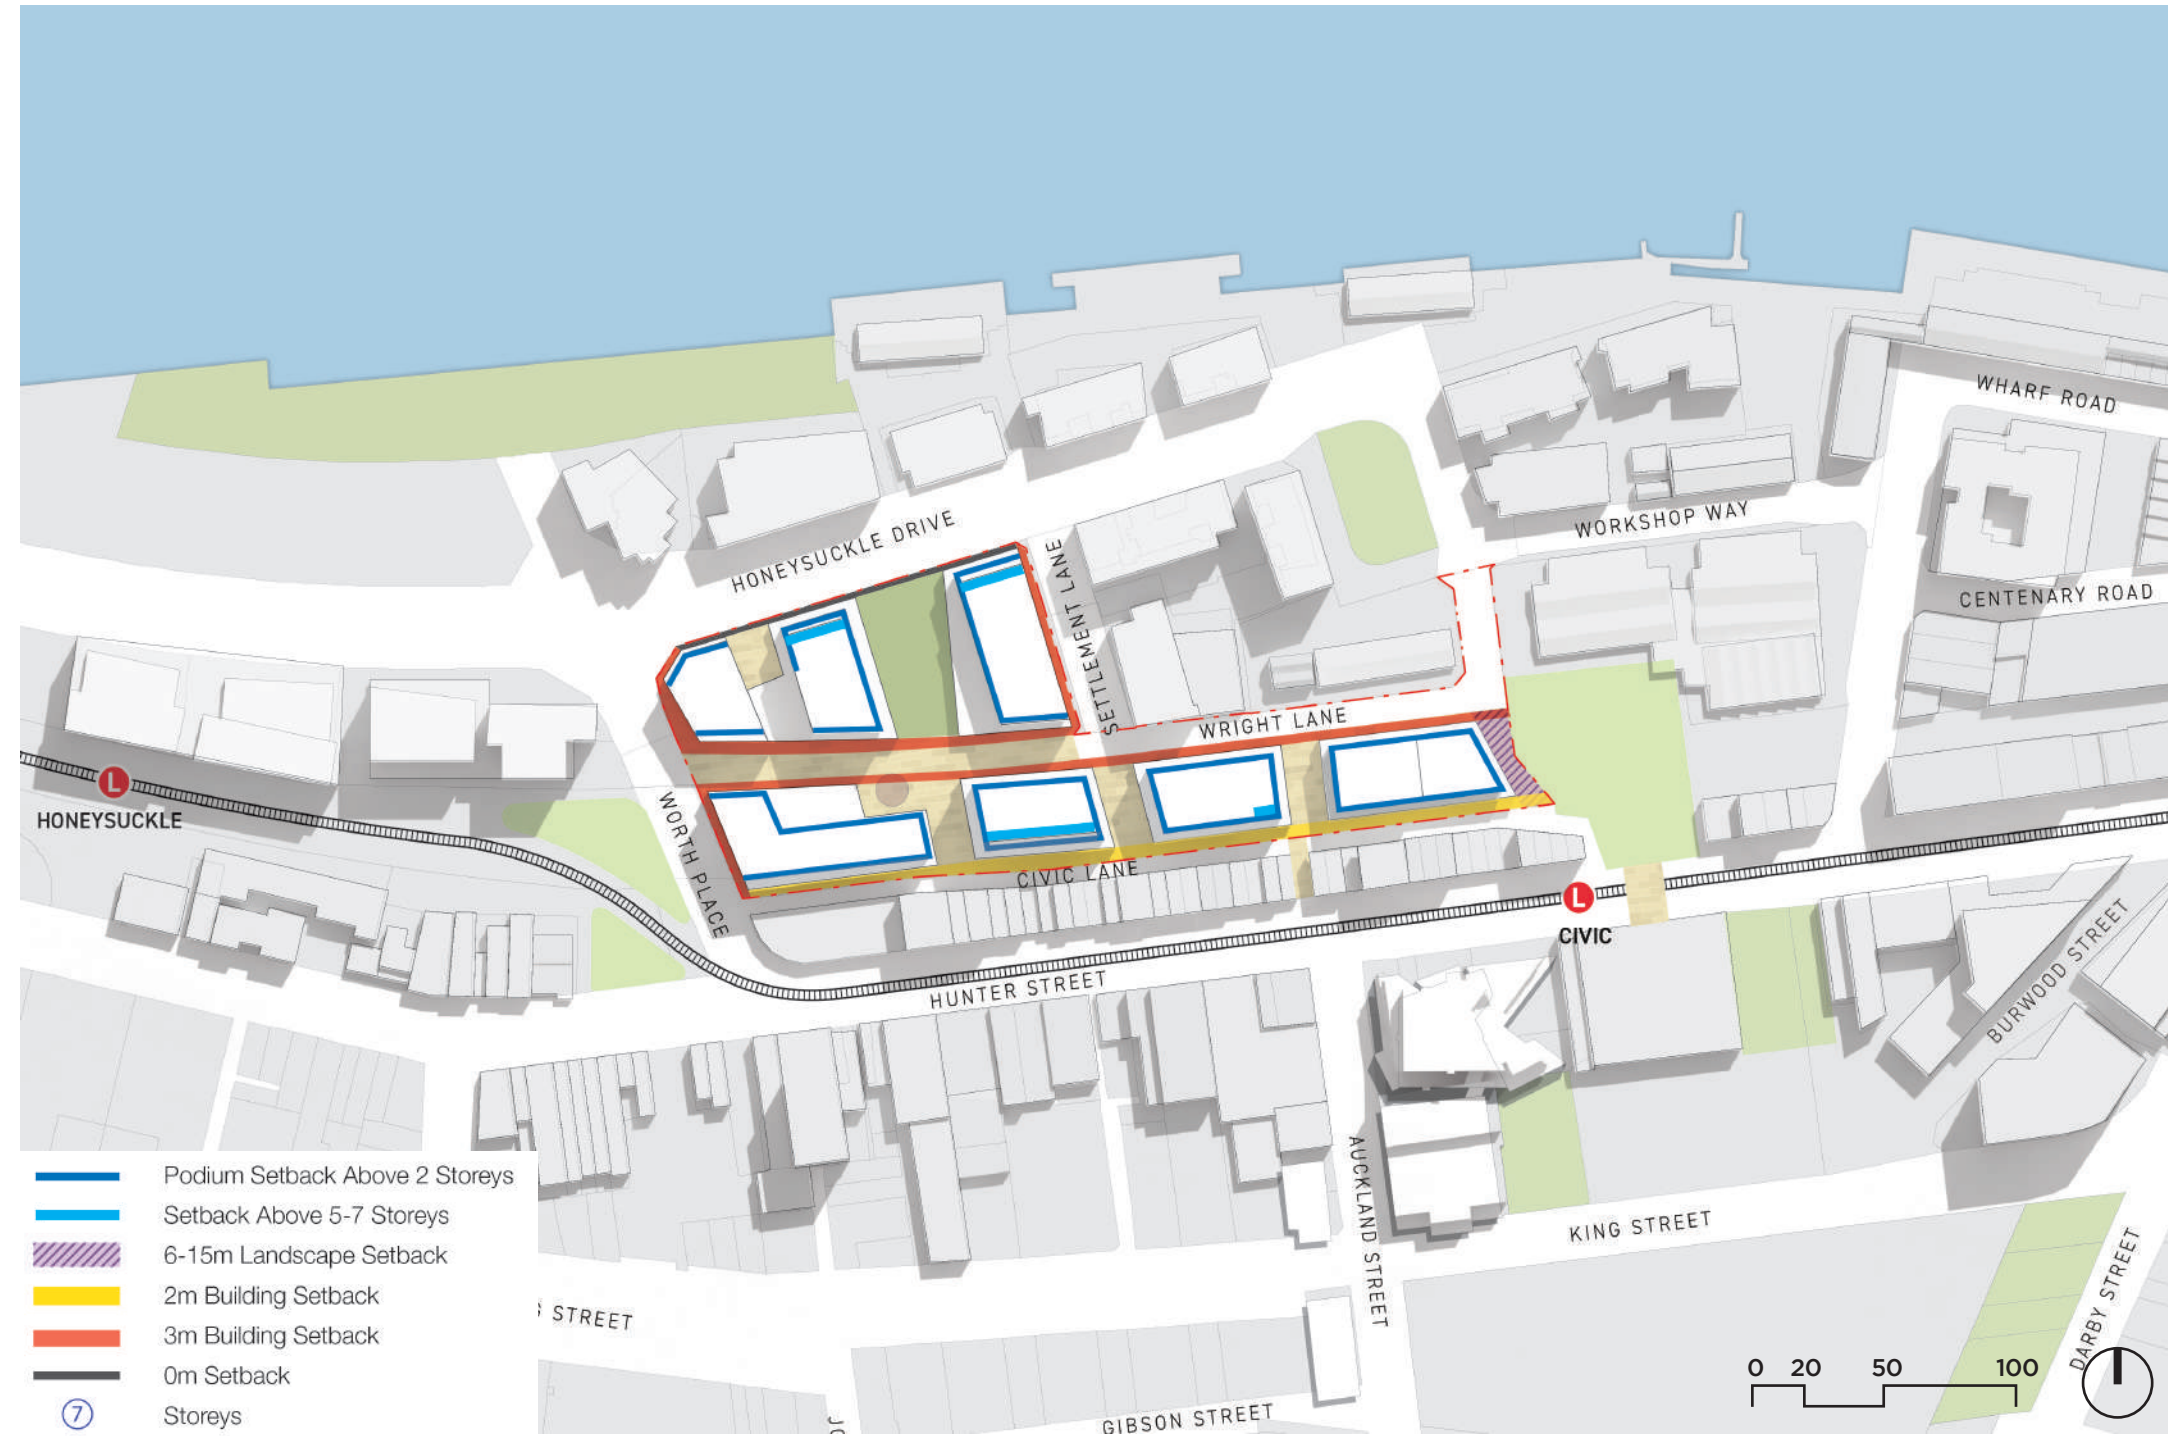 WHARF ROAD
WORKSHOP WAY
HONEYSUCKLE DRIVE
SETTLEMENT LANE
CENTENARY ROAD
WRIGHT LANE
L
HONEYSUCKLE
WORTH PLACE
CIVIC LANE
L
CIVIC
HUNTER STREET
BURWOOD STREET
AUCKLAND STREET
KING STREET
DARBY STREET
STREET
GIBSON STREET
Podium Setback Above 2 Storeys
Setback Above 5-7 Storeys
6-15m Landscape Setback
2m Building Setback
3m Building Setback
0m Setback
7 Storeys
0 20 50 100